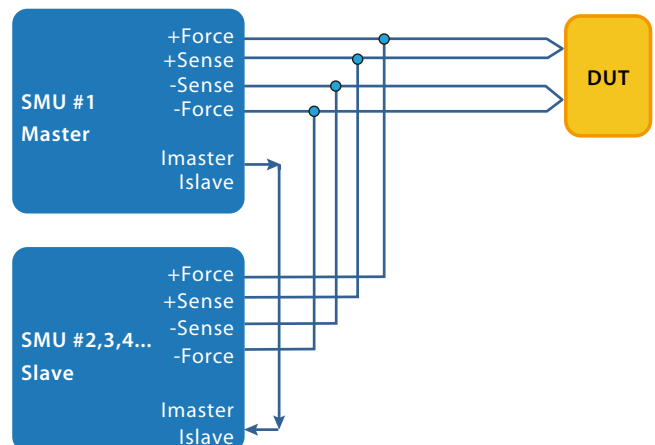 +Force
+Sense
-Sense
-Force
SMU #1
Master
Imaster
Islave
DUT
+Force
+Sense
-Sense
-Force
SMU #2,3,4...
Slave
Imaster
Islave